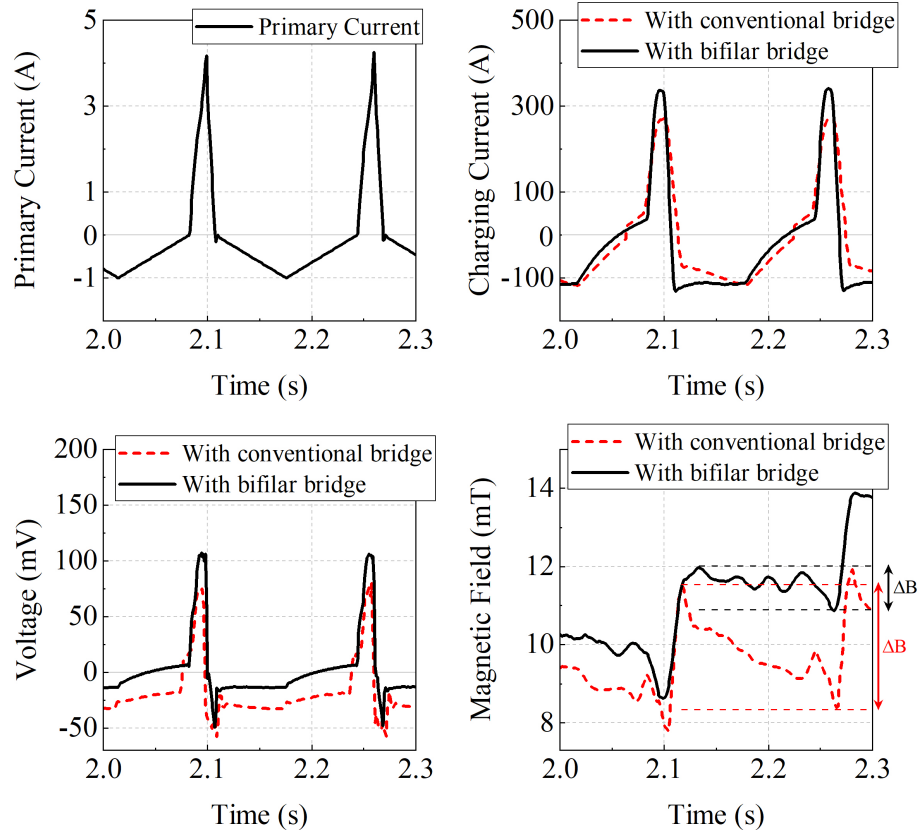 Primary Current (A)
Primary Current
5
3
1
0
-1
2.0 2.1 2.2 2.3
Time (s)
Charging Current (A)
With conventional bridge
With bifilar bridge
500
300
100
0
-100
2.0 2.1 2.2 2.3
Time (s)
Voltage (mV)
With conventional bridge
With bifilar bridge
200
150
100
50
0
-50
2.0 2.1 2.2 2.3
Time (s)
Magnetic Field (mT)
With conventional bridge
With bifilar bridge
14
12
10
8
ΔB
ΔB
2.0 2.1 2.2 2.3
Time (s)